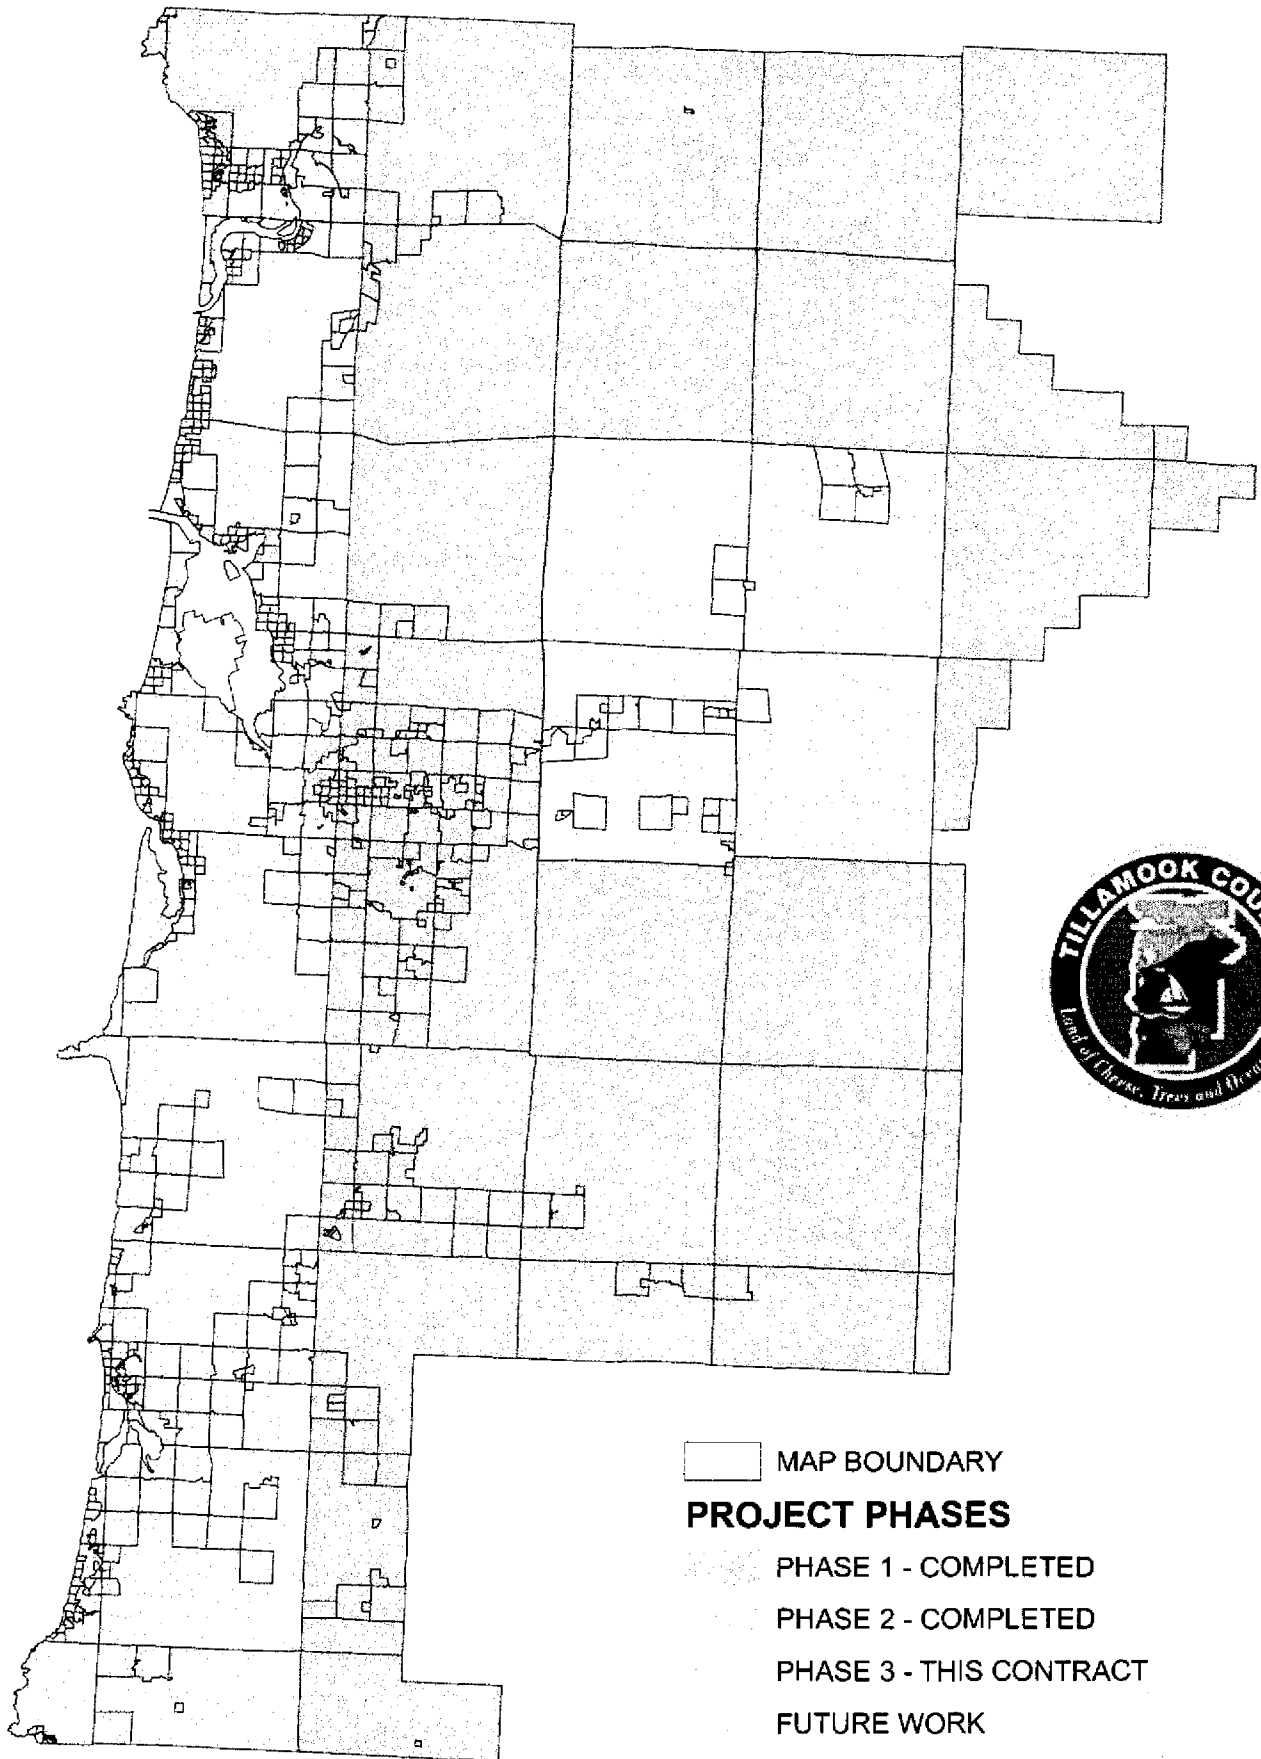 TILLAMOOK COU
Land of Cheese, Trees and Ocea
MAP BOUNDARY
PROJECT PHASES
PHASE 1 - COMPLETED
PHASE 2 - COMPLETED
PHASE 3 - THIS CONTRACT
FUTURE WORK